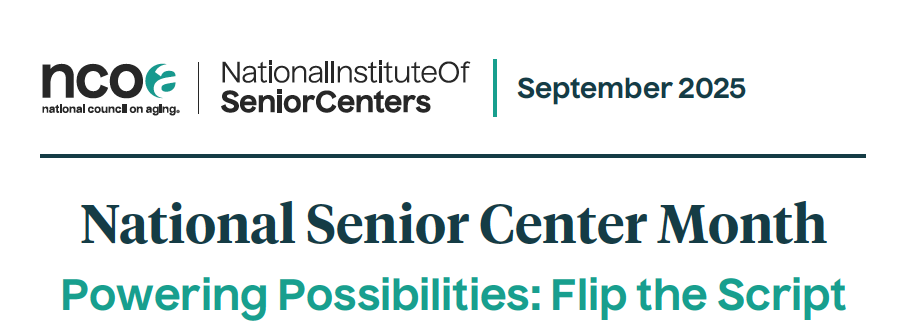 ncoa
national council on aging.
NationalInstituteOf
SeniorCenters
September 2025
National Senior Center Month
Powering Possibilities: Flip the Script